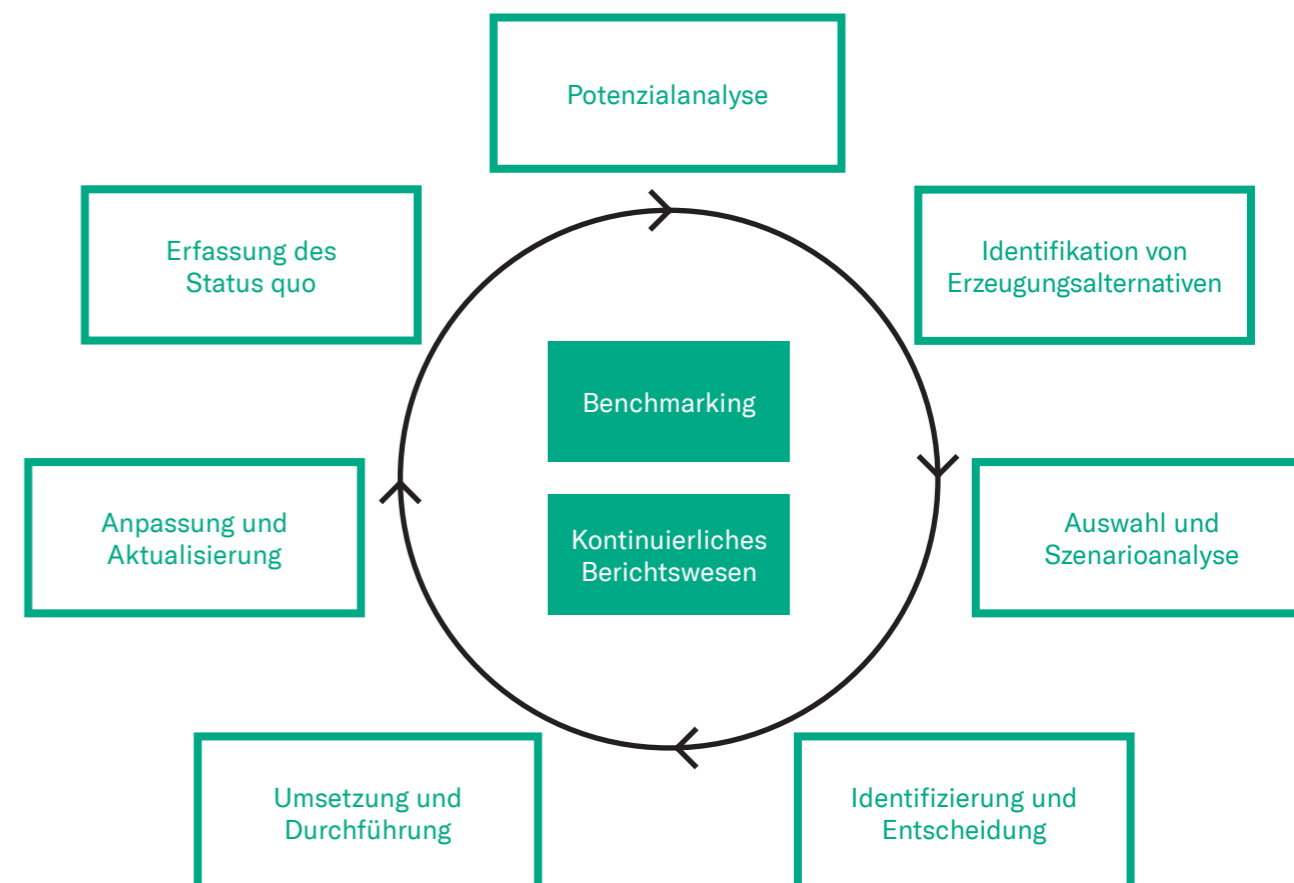 Potenzialanalyse
Erfassung des
Status quo
Identifikation von
Erzeugungsalternativen
Benchmarking
Kontinuierliches
Berichtswesen
Anpassung und
Aktualisierung
Auswahl und
Szenarioanalyse
Umsetzung und
Durchführung
Identifizierung und
Entscheidung